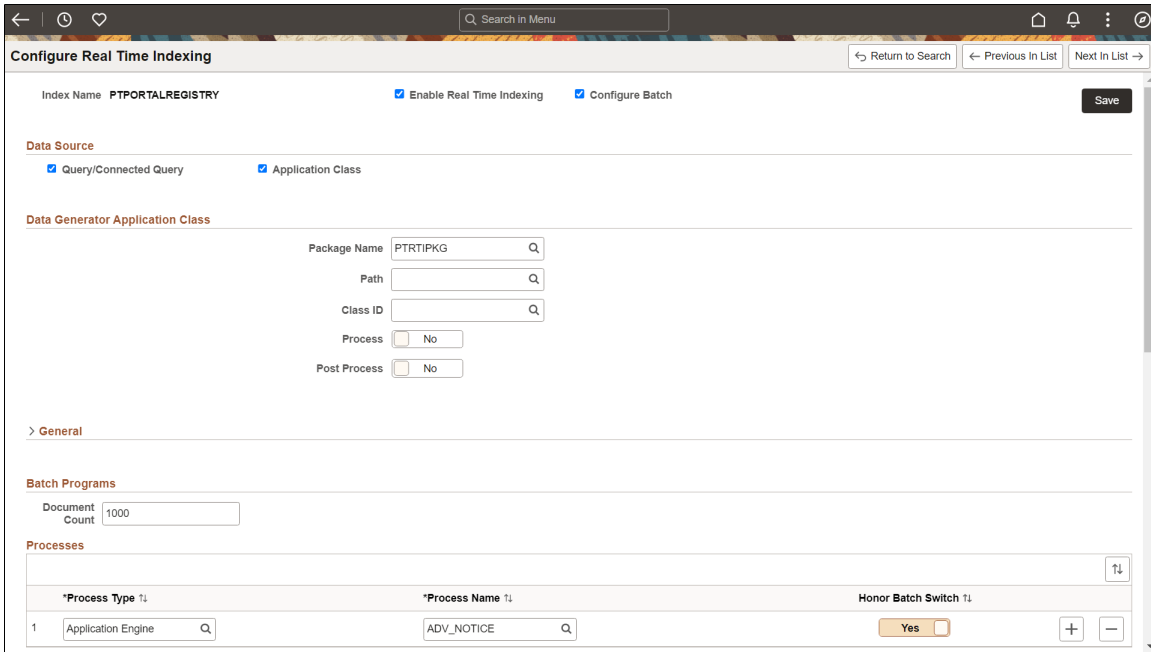 Search in Menu
Configure Real Time Indexing
Return to Search
Previous In List
Next In List
Index Name PTPORTALREGISTRY
Enable Real Time Indexing
Configure Batch
Save
Data Source
Query/Connected Query
Application Class
Data Generator Application Class
Package Name PTRTIPKG
Path
Class ID
Process No
Post Process No
General
Batch Programs
Document
Count 1000
Processes
*Process Type
*Process Name
Honor Batch Switch
1 Application Engine
ADV_NOTICE
Yes